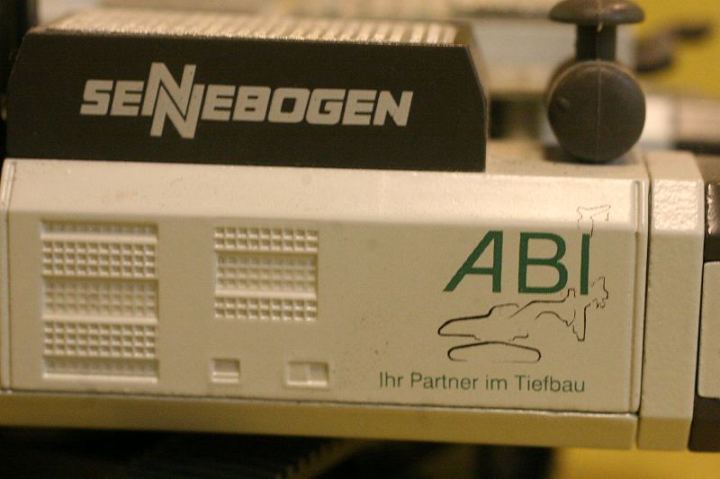 SENNEBOGEN
ABI
Ihr Partner im Tiefbau